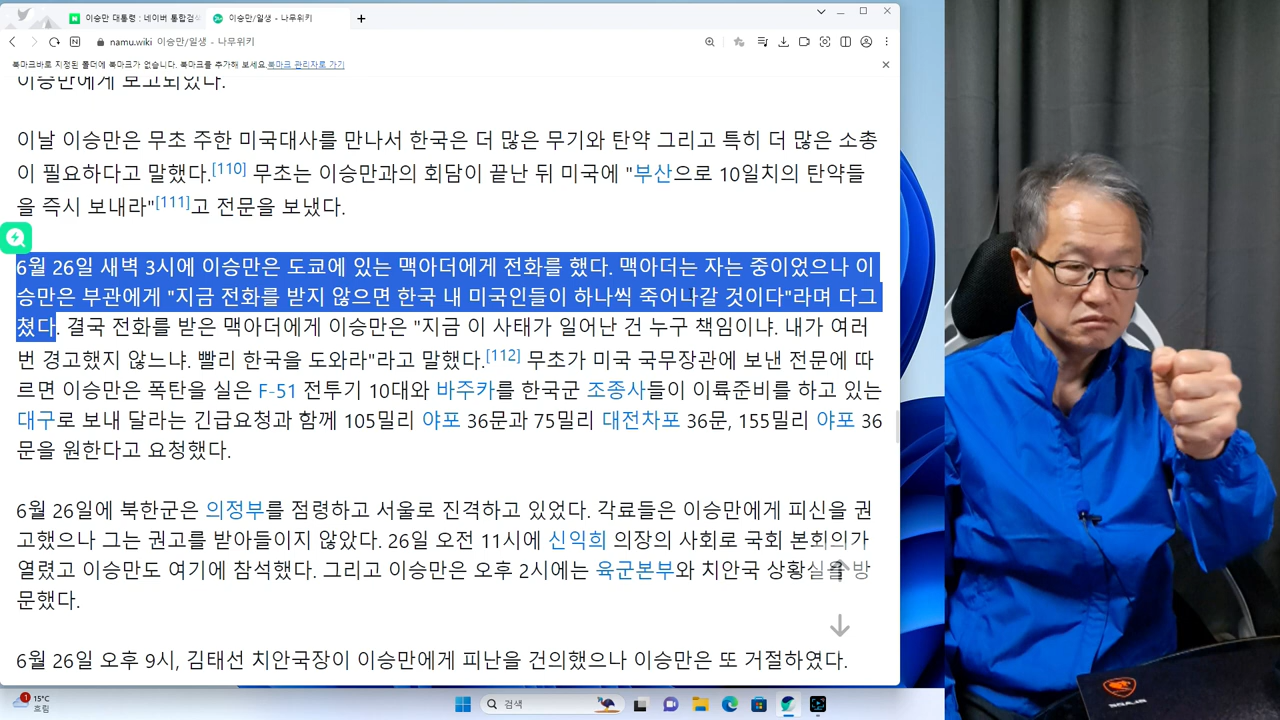 이승만 대통령 : 네이버 통합검색
이승만/일생 - 나무위키
namu.wiki 이승만/일생 - 나무위키
북마크바로 지정된 폴더에 북마크가 없습니다. 북마크를 추가해 보세요. 북마크 관리자로 가기
이승만에게 보고되었다.
이날 이승만은 무초 주한 미국대사를 만나서 한국은 더 많은 무기와 탄약 그리고 특히 더 많은 소총
이 필요하다고 말했다.[110] 무초는 이승만과의 회담이 끝난 뒤 미국에 "부산으로 10일치의 탄약들
을 즉시 보내라"[111]고 전문을 보냈다.
6월 26일 새벽 3시에 이승만은 도쿄에 있는 맥아더에게 전화를 했다. 맥아더는 자는 중이었으나 이
승만은 부관에게 "지금 전화를 받지 않으면 한국 내 미국인들이 하나씩 죽어나갈 것이다"라며 다그
쳤다. 결국 전화를 받은 맥아더에게 이승만은 "지금 이 사태가 일어난 건 누구 책임이냐. 내가 여러
번 경고했지 않느냐. 빨리 한국을 도와라"라고 말했다.[112] 무초가 미국 국무장관에 보낸 전문에 따
르면 이승만은 폭탄을 실은 F-51 전투기 10대와 바주카를 한국군 조종사들이 이륙준비를 하고 있는
대구로 보내 달라는 긴급요청과 함께 105밀리 야포 36문과 75밀리 대전차포 36문, 155밀리 야포 36
문을 원한다고 요청했다.
6월 26일에 북한군은 의정부를 점령하고 서울로 진격하고 있었다. 각료들은 이승만에게 피신을 권
고했으나 그는 권고를 받아들이지 않았다. 26일 오전 11시에 신익희 의장의 사회로 국회 본회의가
열렸고 이승만도 여기에 참석했다. 그리고 이승만은 오후 2시에는 육군본부와 치안국 상황실을 방
문했다.
6월 26일 오후 9시, 김태선 치안국장이 이승만에게 피난을 건의했으나 이승만은 또 거절하였다.
1
15°C
흐림
검색